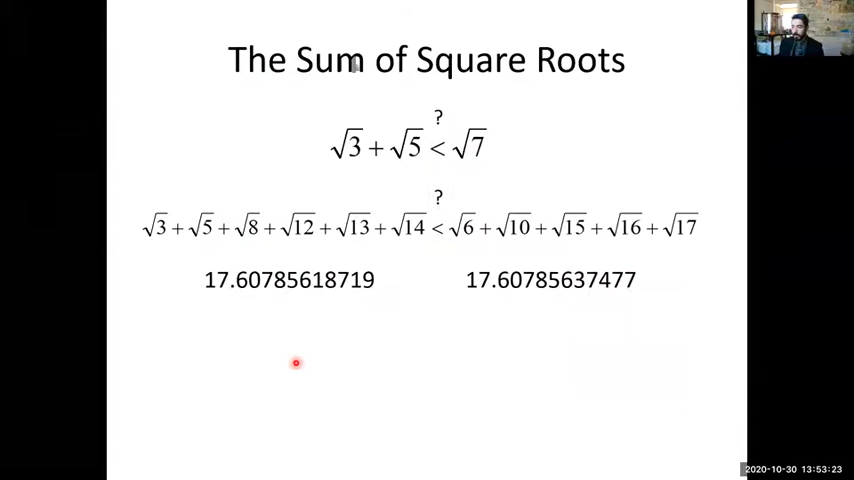 The Sum of Square Roots
?
√3 + √5 < √7
?
√3 + √5 + √8 + √12 + √13 + √14 < √6 + √10 + √15 + √16 + √17
17.60785618719 17.60785637477
2020-10-30 13:53:23